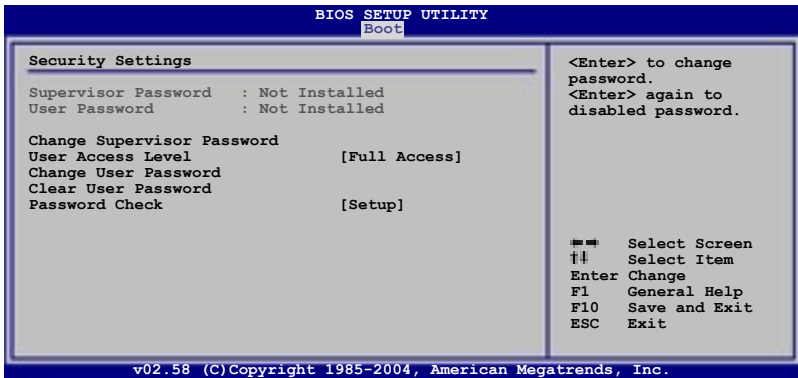 BIOS SETUP UTILITY
Boot
Security Settings
Supervisor Password : Not Installed
User Password : Not Installed
Change Supervisor Password
User Access Level [Full Access]
Change User Password
Clear User Password
Password Check [Setup]
<Enter> to change
password.
<Enter> again to
disabled password.
Select Screen
Select Item
Enter Change
F1 General Help
F10 Save and Exit
ESC Exit
v02.58 (C)Copyright 1985-2004, American Megatrends, Inc.